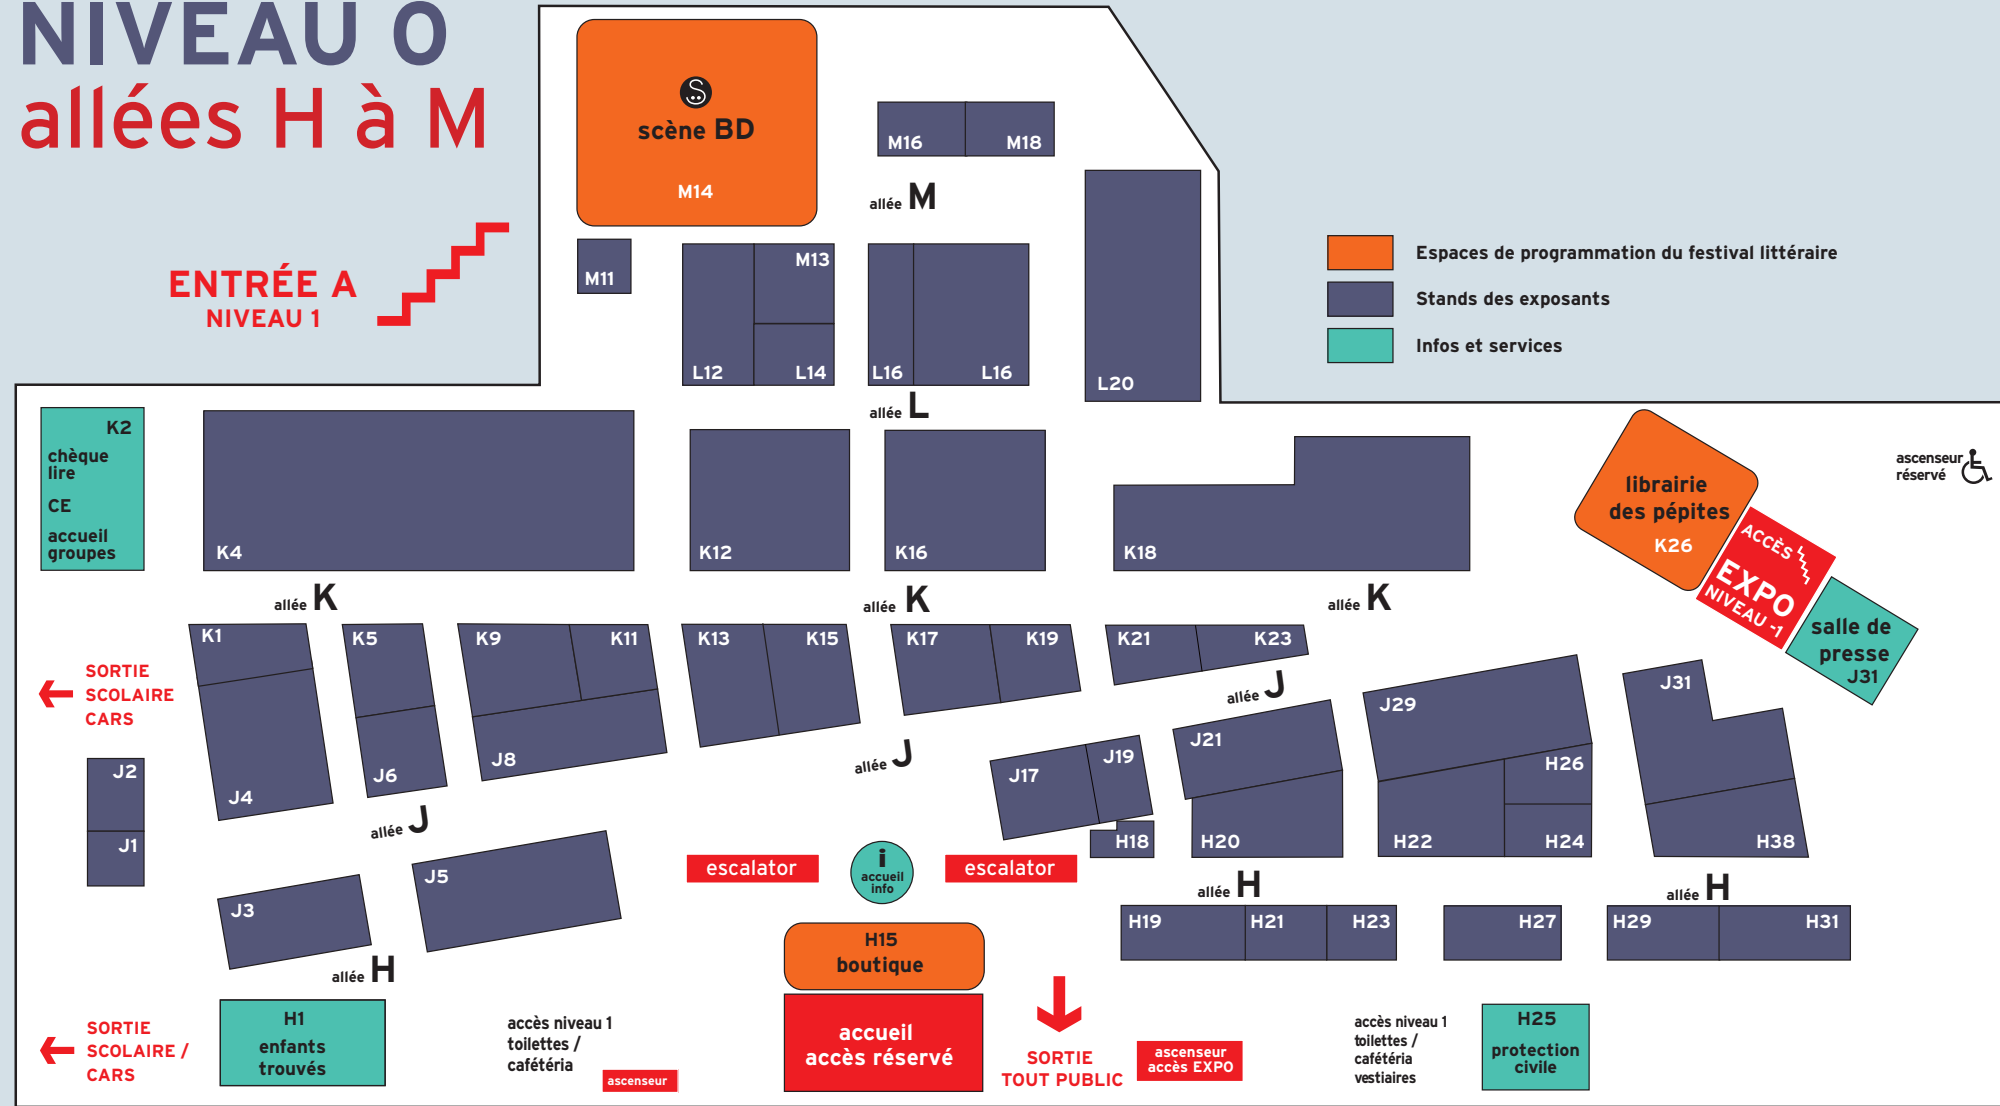 NIVEAU 0
allées H à M
ENTRÉE A
NIVEAU 1
S
scène BD
M14
M16
M18
allée M
M11
M13
L12
L14
L16
L16
L20
allée L
Espaces de programmation du festival littéraire
Stands des exposants
Infos et services
K2
chèque
lire
CE
accueil
groupes
K4
K12
K16
K18
librairie
des pépites
K26
ACCÈS
EXPO
NIVEAU -1
salle de
presse
J31
ascenseur
réservé
allée K
allée K
allée K
K1
K5
K9
K11
K13
K15
K17
K19
K21
K23
SORTIE
SCOLAIRE
CARS
J4
J6
J8
allée J
allée J
allée J
J2
J1
J17
J19
J21
J29
J31
H18
H20
H22
H26
H24
H38
J3
J5
escalator
i
accueil
info
escalator
allée H
allée H
allée H
H19
H21
H23
H27
H29
H31
H15
boutique
accueil
accès réservé
SORTIE
SCOLAIRE /
CARS
H1
enfants
trouvés
accès niveau 1
toilettes /
cafétéria
ascenseur
SORTIE
TOUT PUBLIC
ascenseur
accès EXPO
accès niveau 1
toilettes /
cafétéria
vestiaires
H25
protection
civile